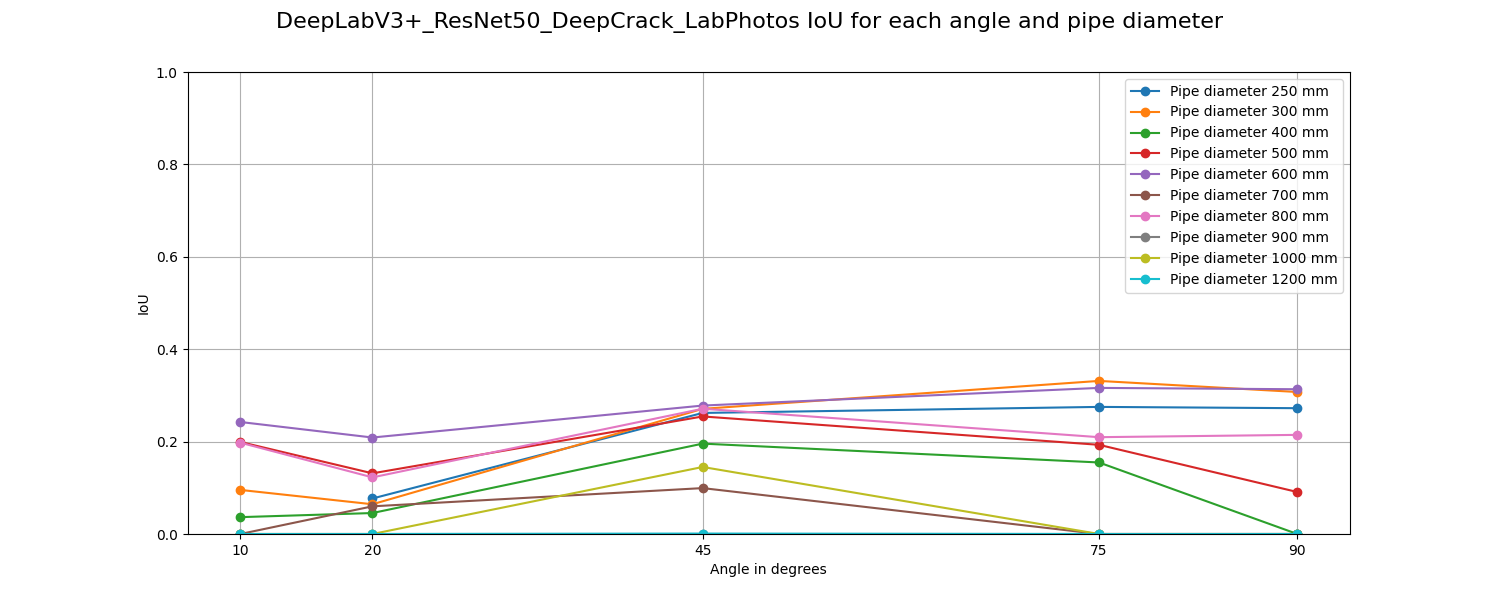 DeepLabV3+_ResNet50_DeepCrack_LabPhotos IoU for each angle and pipe diameter
1.0
0.8
0.6
0.4
0.2
0.0
IoU
Pipe diameter 250 mm
Pipe diameter 300 mm
Pipe diameter 400 mm
Pipe diameter 500 mm
Pipe diameter 600 mm
Pipe diameter 700 mm
Pipe diameter 800 mm
Pipe diameter 900 mm
Pipe diameter 1000 mm
Pipe diameter 1200 mm
10 20 45 75 90
Angle in degrees